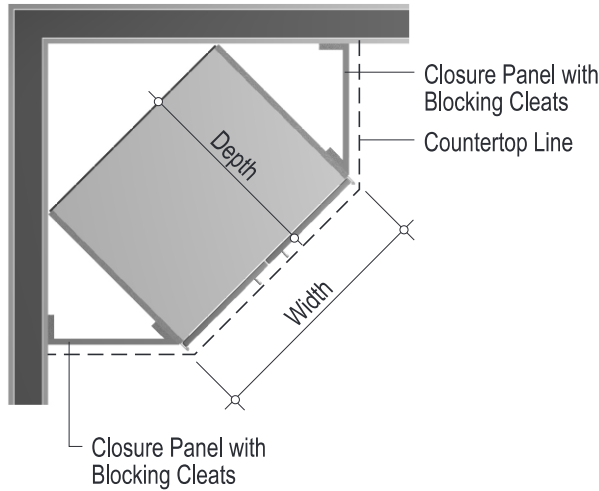 Closure Panel with
Blocking Cleats
Countertop Line
Depth
Width
Closure Panel with
Blocking Cleats